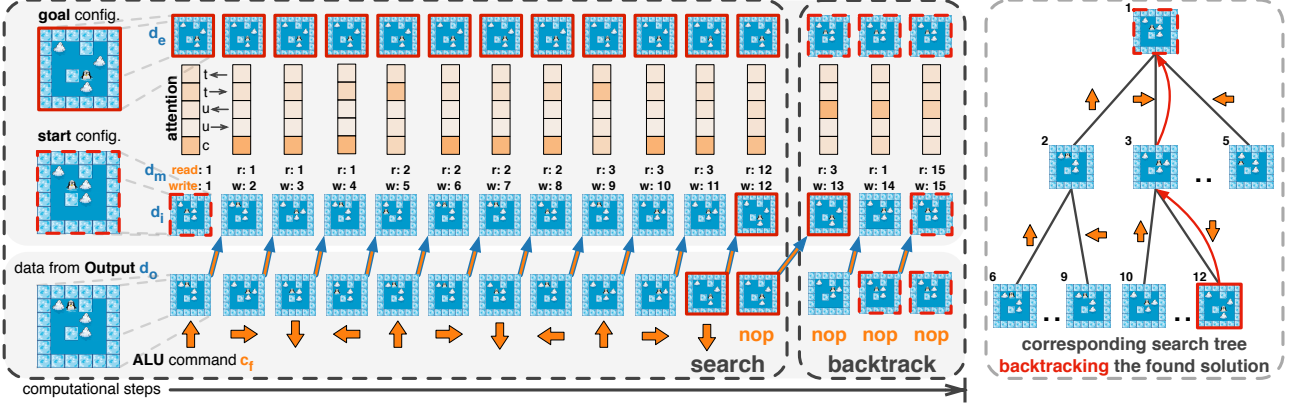 goal config.
d_e
attention
t←
t→
u←
u→
c
start config.
d_m
read: 1 r: 1 r: 1 r: 1 r: 2 r: 2 r: 2 r: 2 r: 3 r: 3 r: 3 r: 12 r: 3 r: 1 r: 15
write: 1 w: 2 w: 3 w: 4 w: 5 w: 6 w: 7 w: 8 w: 9 w: 10 w: 11 w: 12 w: 13 w: 14 w: 15
d_i
data from Output d_o
nop nop nop nop
ALU command c_f
search backtrack
computational steps
1
2 3 5
..
6 9 10 12
.. ..
corresponding search tree
backtracking the found solution